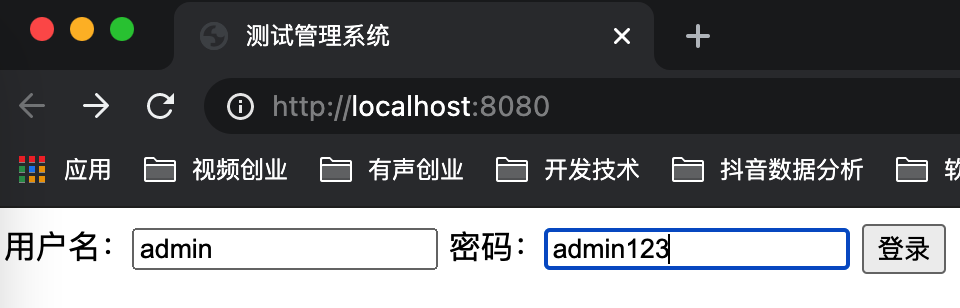 测试管理系统
http://localhost:8080
应用 视频创业 有声创业 开发技术 抖音数据分析
用户名： admin 密码： admin123 登录